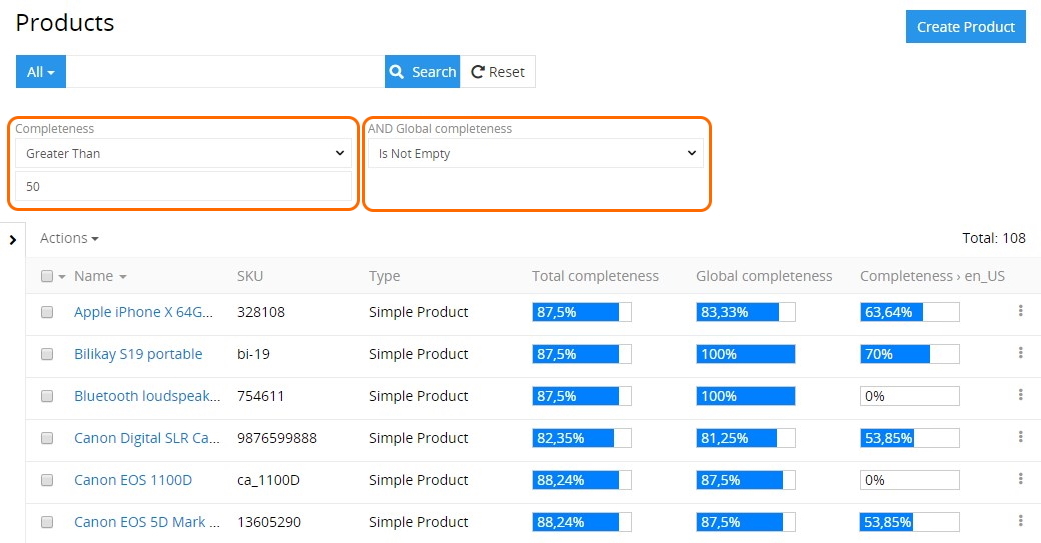 Products
Create Product
All Search Reset
Completeness AND Global completeness
Greater Than Is Not Empty
50
Actions Total: 108
Name SKU Type Total completeness Global completeness Completeness › en_US
Apple iPhone X 64G... 328108 Simple Product 87,5% 83,33% 63,64%
Bilikay S19 portable bi-19 Simple Product 87,5% 100% 70%
Bluetooth loudspeak... 754611 Simple Product 87,5% 100% 0%
Canon Digital SLR Ca... 9876599888 Simple Product 82,35% 81,25% 53,85%
Canon EOS 1100D ca_1100D Simple Product 88,24% 87,5% 0%
Canon EOS 5D Mark ... 13605290 Simple Product 88,24% 87,5% 53,85%